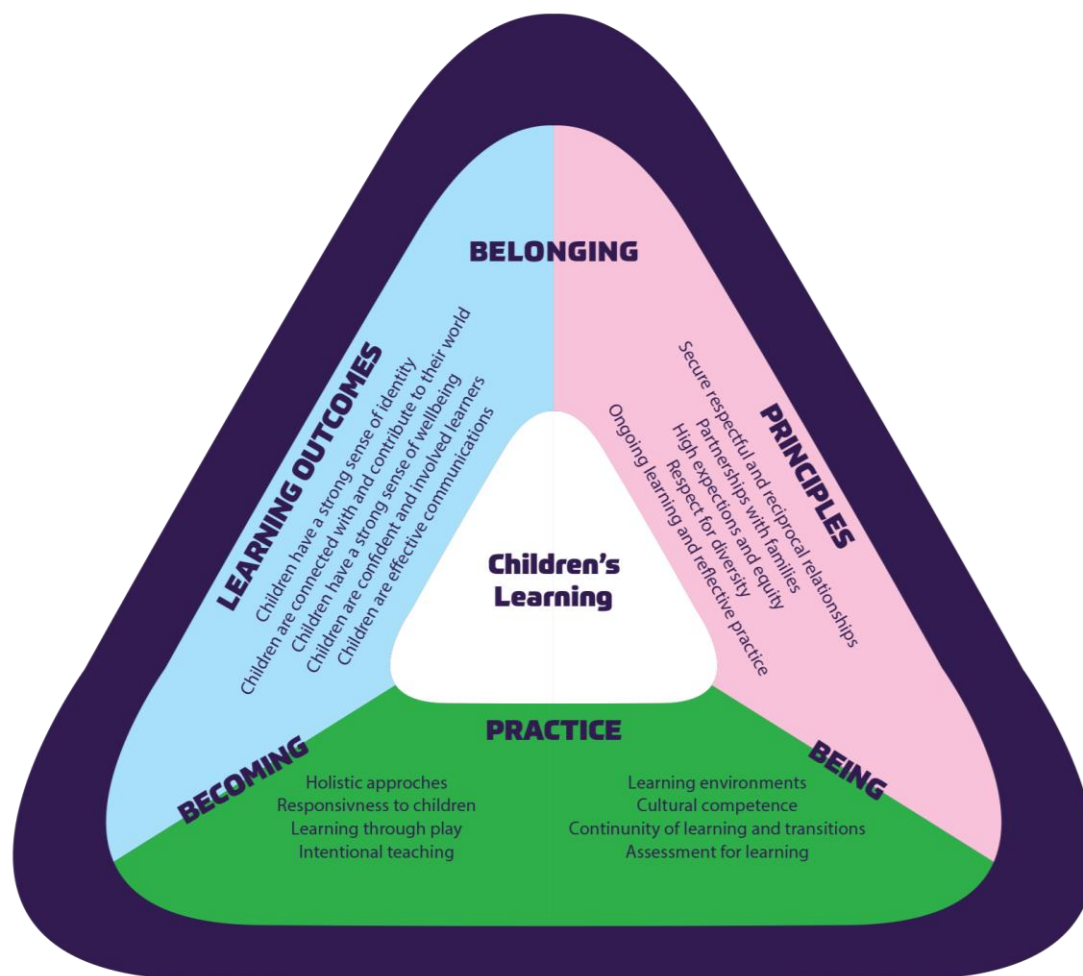 BELONGING
LEARNING OUTCOMES
Children have a strong sense of identity
Children are connected with and contribute to their world
Children have a strong sense of wellbeing
Children are confident and involved learners
Children are effective communications
PRINCIPLES
Secure respectful and reciprocal relationships
Partnerships with families
High expections and equity
Respect for diversity
Ongoing learning and reflective practice
Children's
Learning
BECOMING
PRACTICE
BEING
Holistic approches
Responsivness to children
Learning through play
Intentional teaching
Learning environments
Cultural competence
Continunity of learning and transitions
Assessment for learning